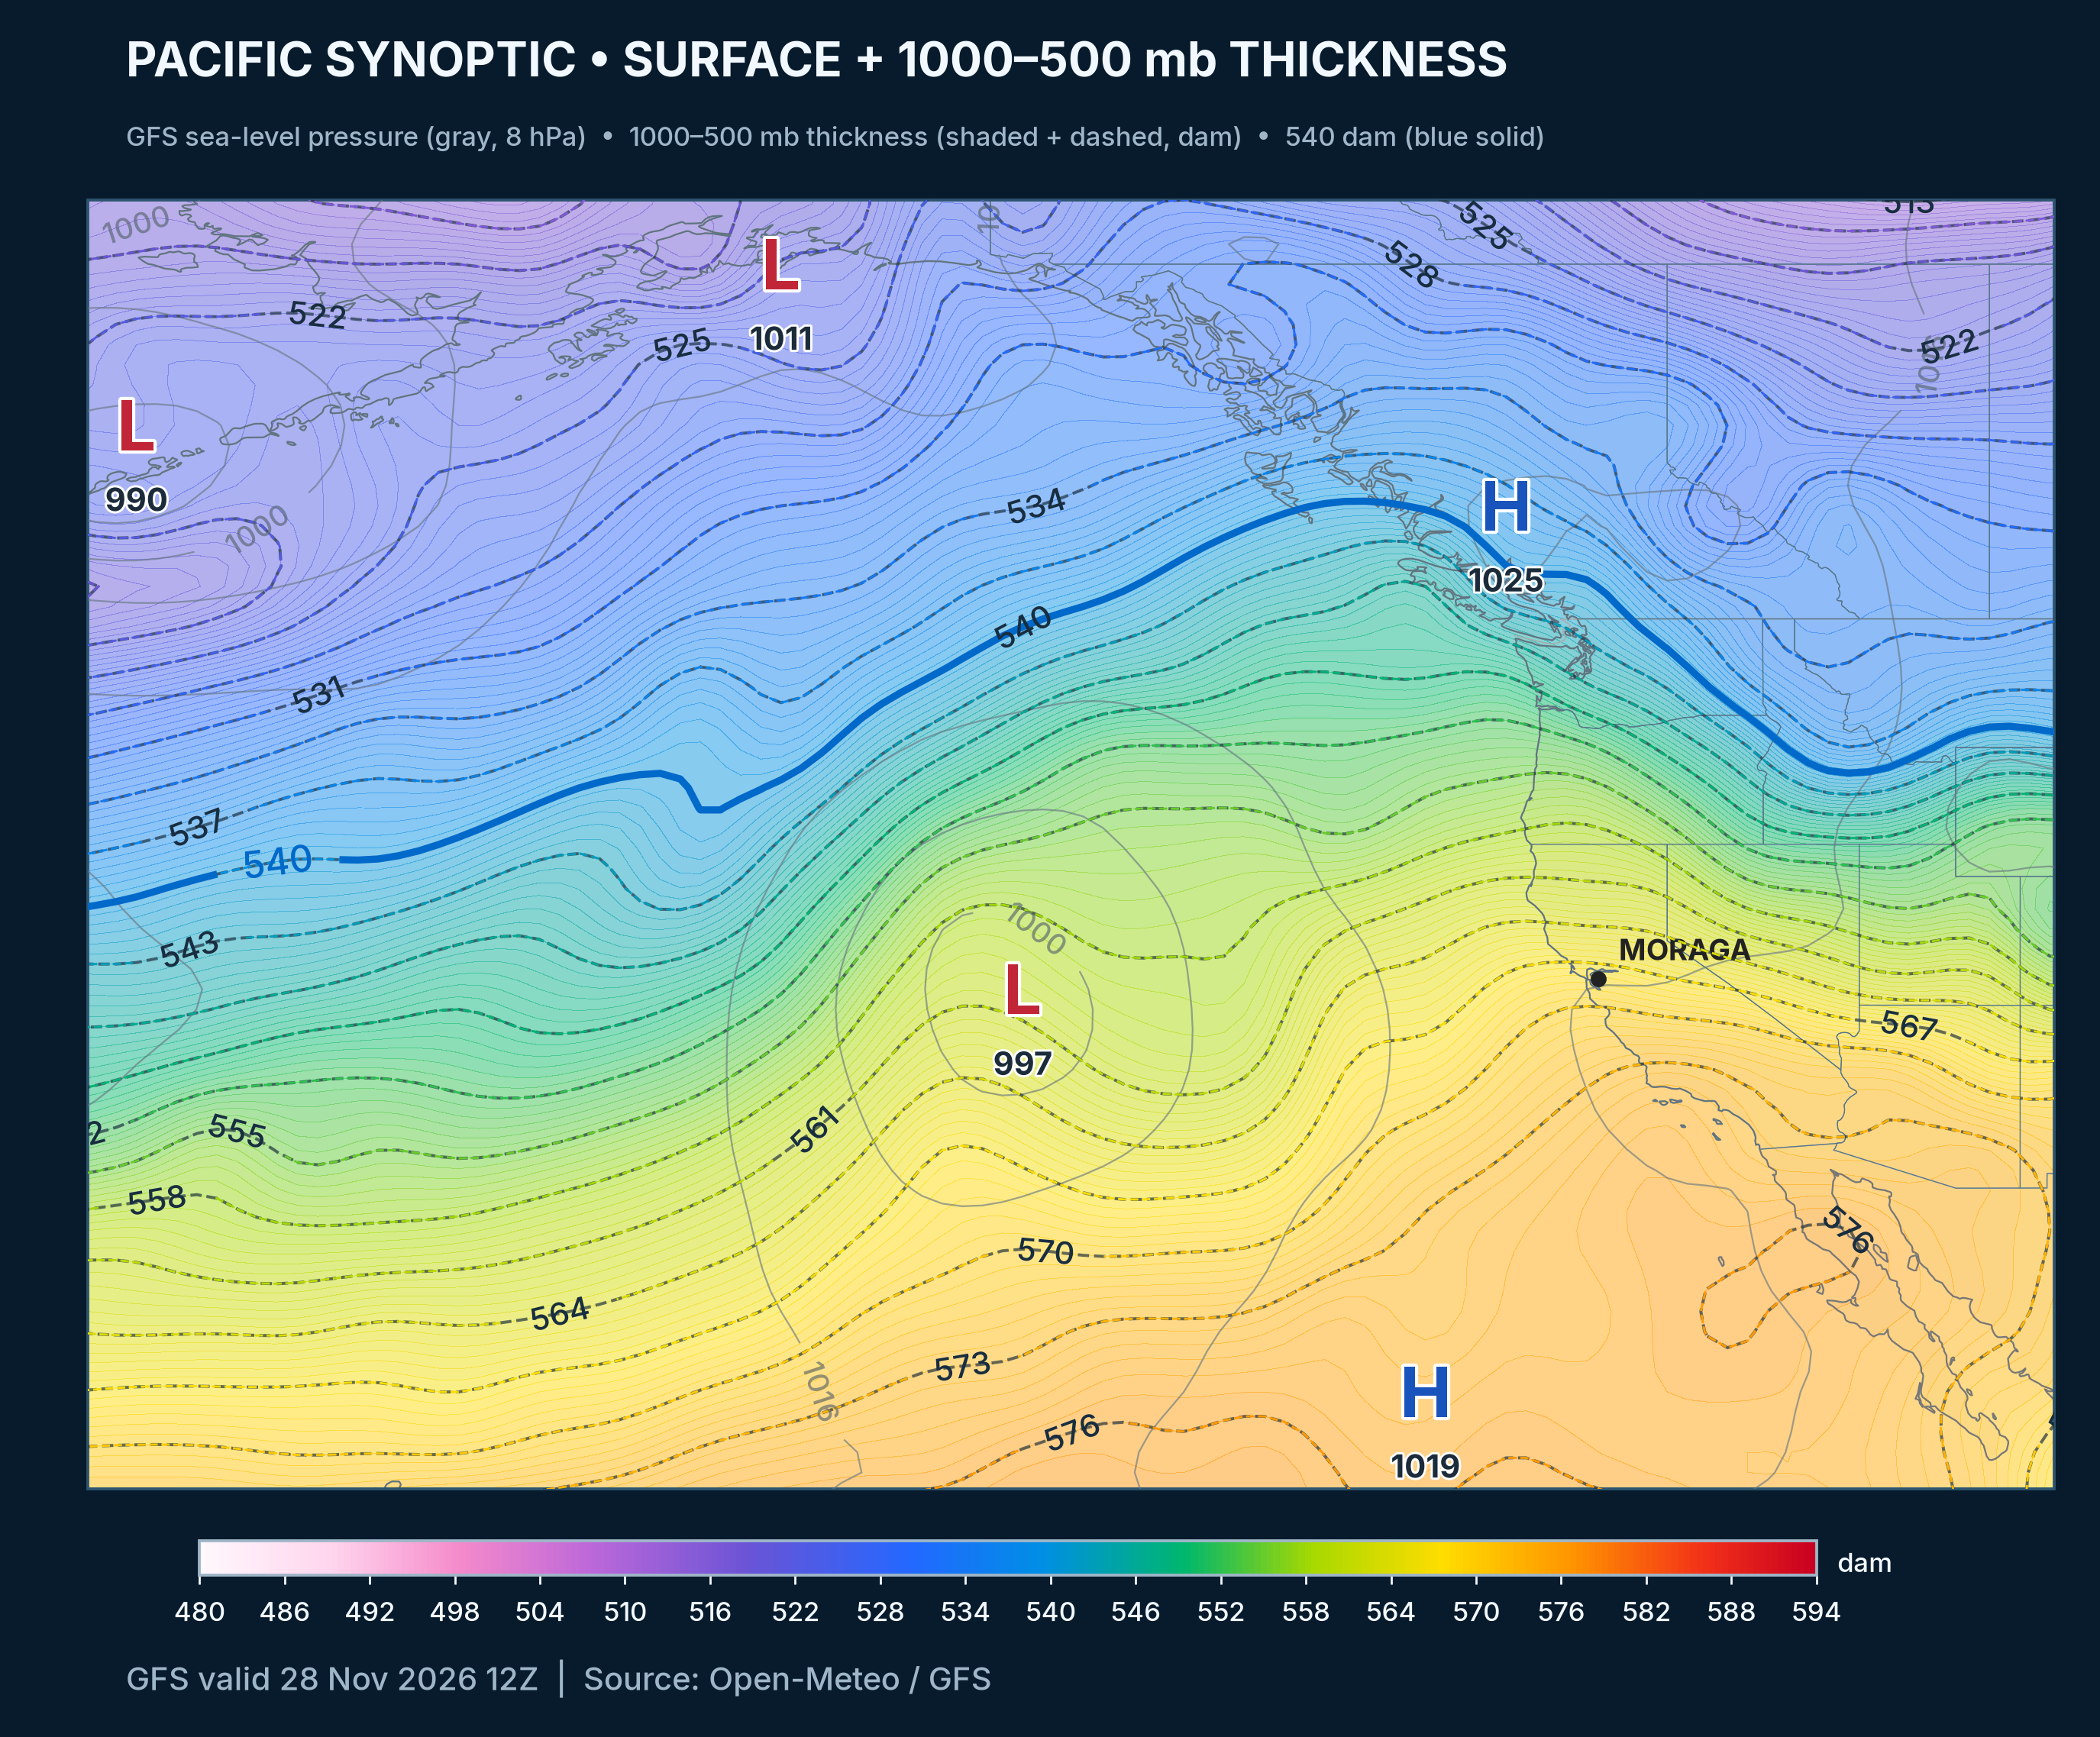 PACIFIC SYNOPTIC • SURFACE + 1000–500 mb THICKNESS
GFS sea-level pressure (gray, 8 hPa) • 1000–500 mb thickness (shaded + dashed, dam) • 540 dam (blue solid)
1000
525
528
L
1011
522
525
522
L
990
1000
534
H
1025
540
531
537
540
543
1000
MORAGA
L
997
567
561
555
558
576
570
564
573
1016
H
576
1019
dam
480 486 492 498 504 510 516 522 528 534 540 546 552 558 564 570 576 582 588 594
GFS valid 28 Nov 2026 12Z | Source: Open-Meteo / GFS